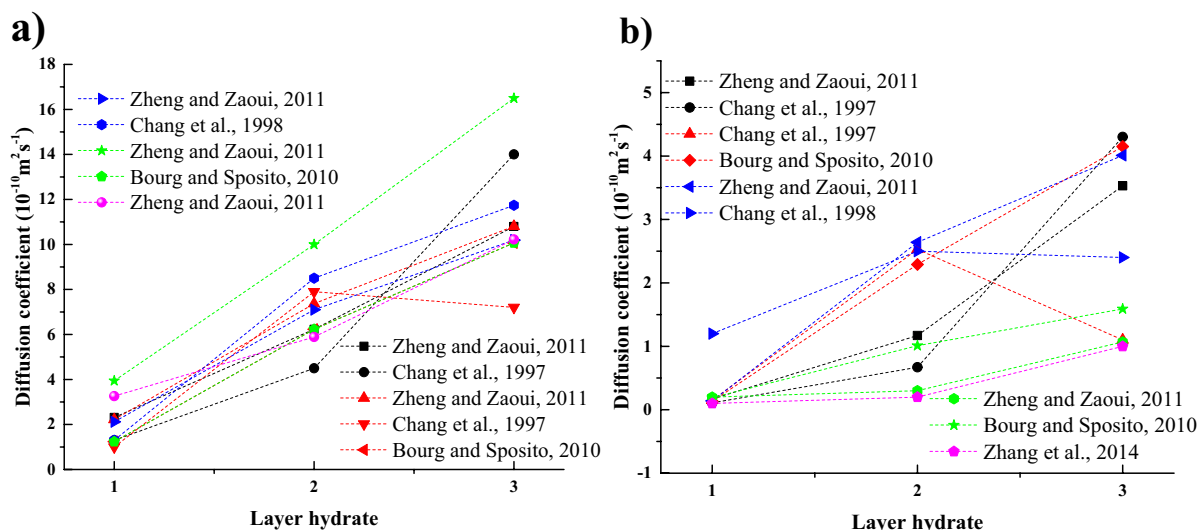 a)
18
16
14
12
10
8
6
4
2
0
Diffusion coefficient (10⁻¹⁰m²s⁻¹)
Zheng and Zaoui, 2011
Chang et al., 1998
Zheng and Zaoui, 2011
Bourg and Sposito, 2010
Zheng and Zaoui, 2011
Zheng and Zaoui, 2011
Chang et al., 1997
Zheng and Zaoui, 2011
Chang et al., 1997
Bourg and Sposito, 2010
1 2 3
Layer hydrate
b)
5
4
3
2
1
0
-1
Diffusion coefficient (10⁻¹⁰m²s⁻¹)
Zheng and Zaoui, 2011
Chang et al., 1997
Chang et al., 1997
Bourg and Sposito, 2010
Zheng and Zaoui, 2011
Chang et al., 1998
Zheng and Zaoui, 2011
Bourg and Sposito, 2010
Zhang et al., 2014
1 2 3
Layer hydrate